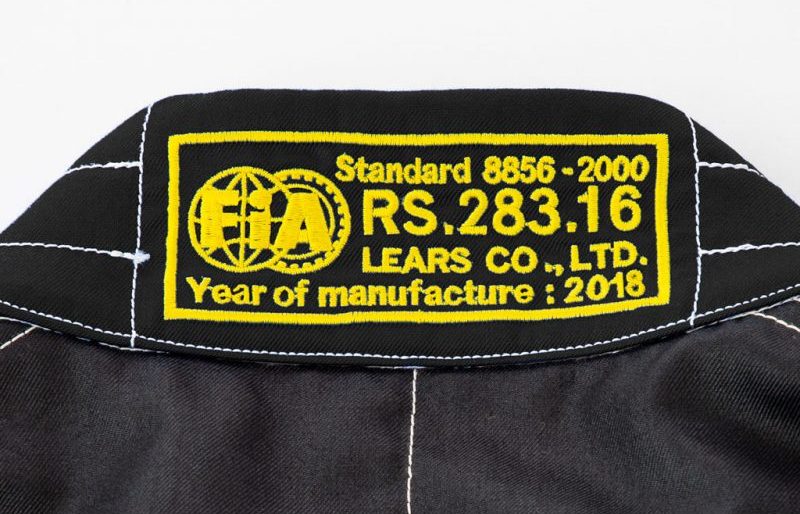 FiA
Standard 8856-2000
RS.283.16
LEARS CO.,LTD.
Year of manufacture : 2018